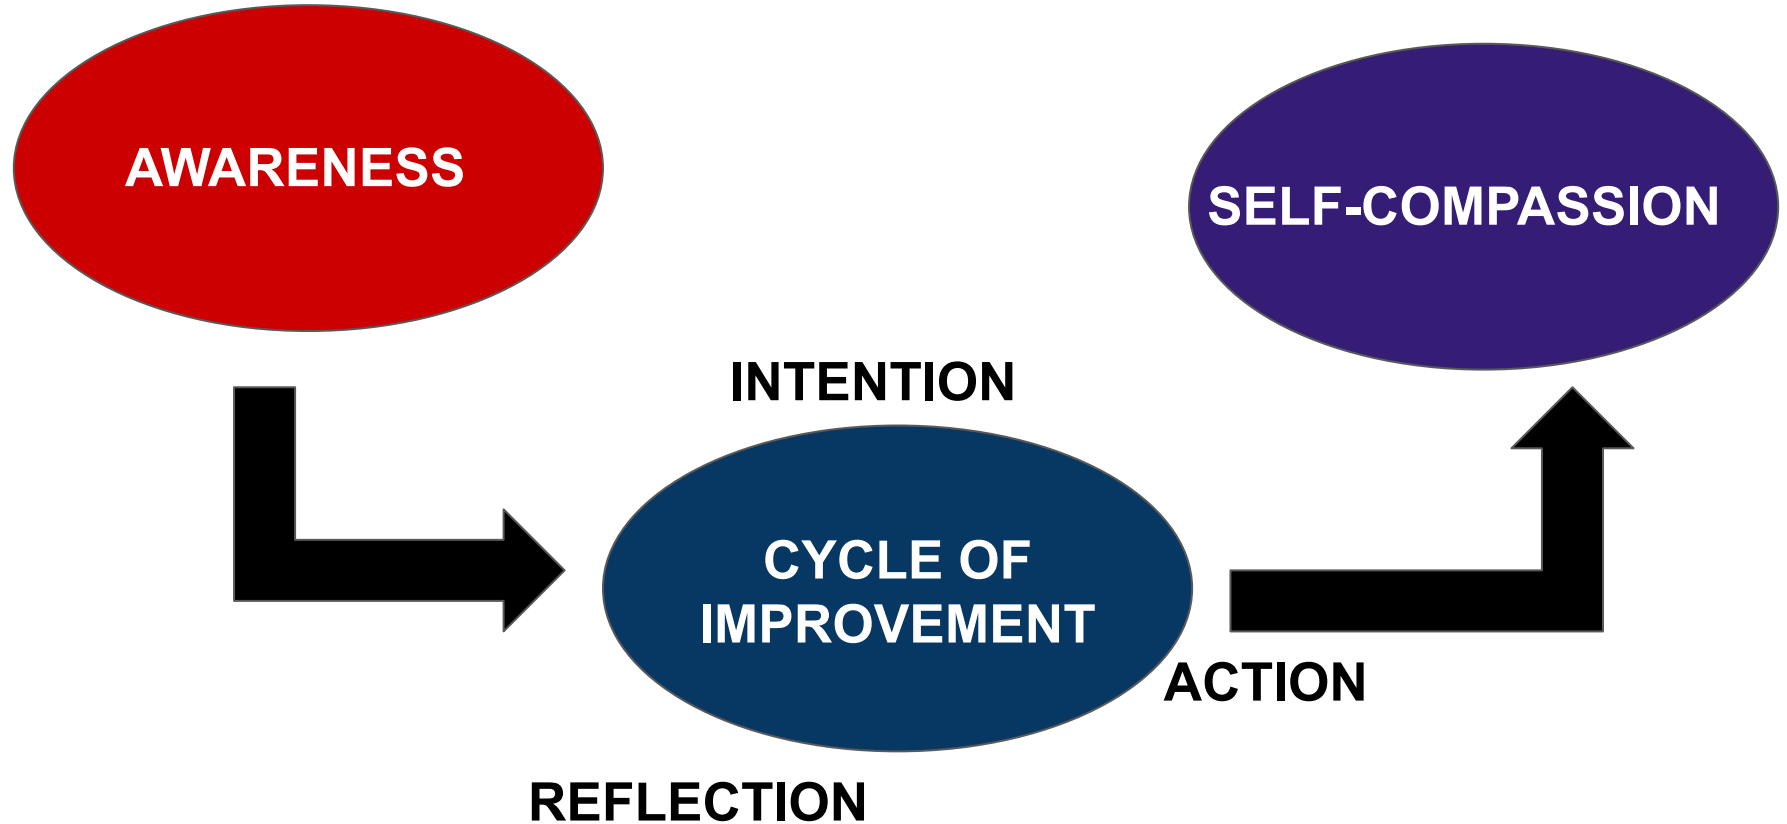 AWARENESS
SELF-COMPASSION
INTENTION
CYCLE OF
IMPROVEMENT
ACTION
REFLECTION